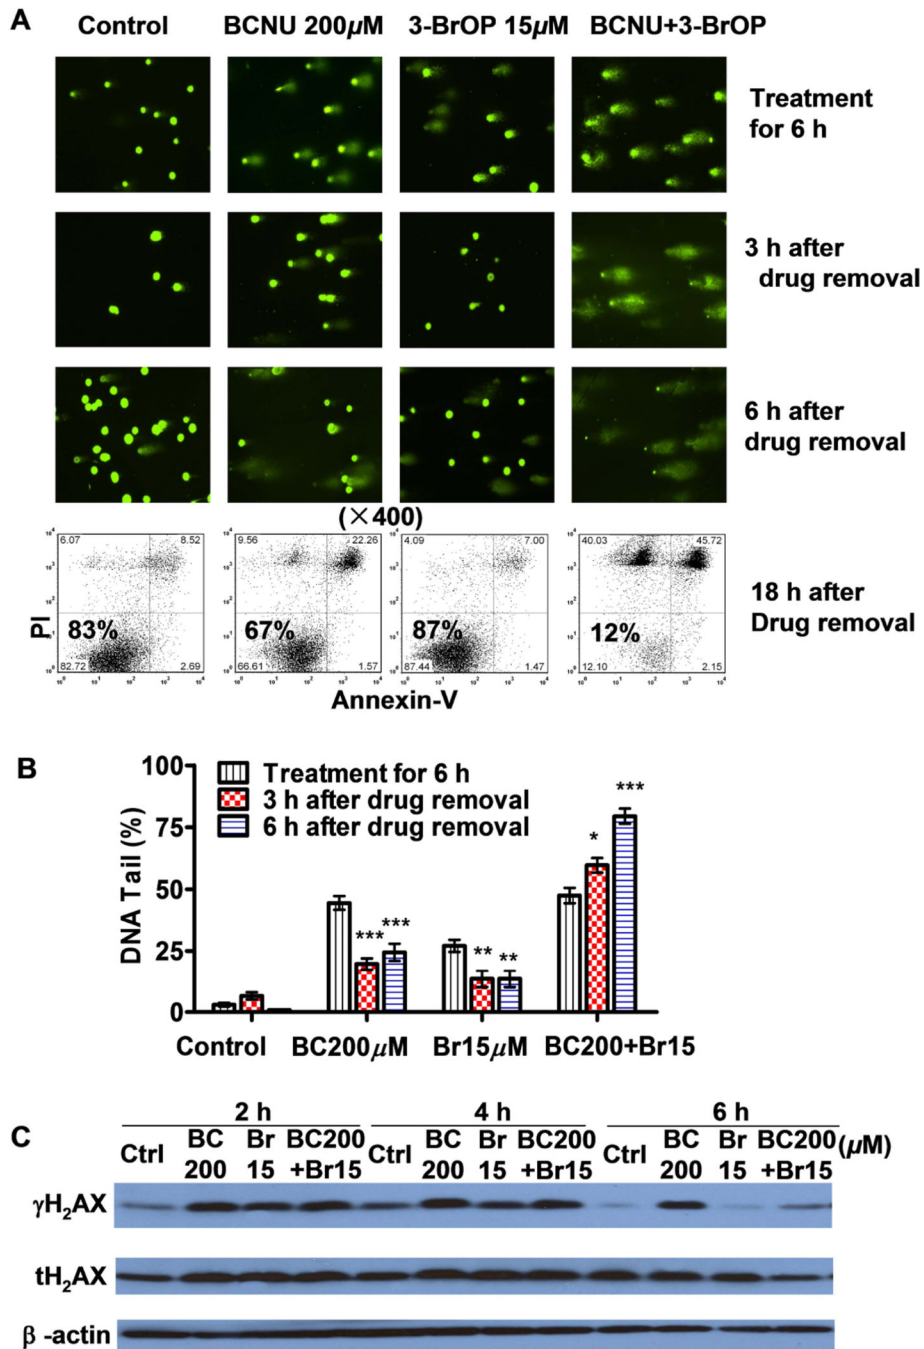 A
Control BCNU 200µM 3-BrOP 15µM BCNU+3-BrOP
Treatment
for 6 h
3 h after
drug removal
6 h after
drug removal
(×400)
6.07 8.52 9.56 22.26 4.09 7.00 40.03 45.72
83% 67% 87% 12%
82.72 2.69 66.61 1.57 87.44 1.47 12.10 2.15
PI
18 h after
Drug removal
Annexin-V
B
DNA Tail (%)
100
75
50
25
0
Treatment for 6 h
3 h after drug removal
6 h after drug removal
*** *** ** ** * ***
Control BC200µM Br15µM BC200+Br15
C
2 h 4 h 6 h
Ctrl BC Br BC200 Ctrl BC Br BC200 Ctrl BC Br BC200 (µM)
200 15 +Br15 200 15 +Br15 200 15 +Br15
γH₂AX
tH₂AX
β -actin